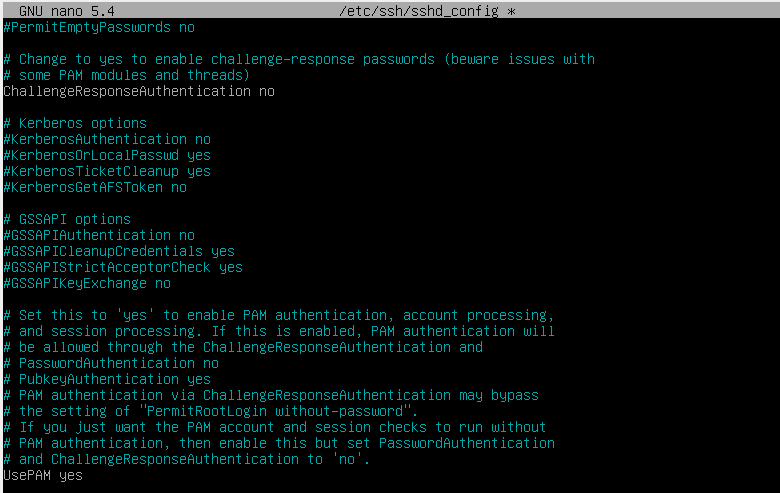 GNU nano 5.4 /etc/ssh/sshd_config *
#PermitEmptyPasswords no
# Change to yes to enable challenge-response passwords (beware issues with
# some PAM modules and threads)
ChallengeResponseAuthentication no
# Kerberos options
#KerberosAuthentication no
#KerberosOrLocalPasswd yes
#KerberosTicketCleanup yes
#KerberosGetAFSToken no
# GSSAPI options
#GSSAPIAuthentication no
#GSSAPICleanupCredentials yes
#GSSAPIStrictAcceptorCheck yes
#GSSAPIKeyExchange no
# Set this to 'yes' to enable PAM authentication, account processing,
# and session processing. If this is enabled, PAM authentication will
# be allowed through the ChallengeResponseAuthentication and
# PasswordAuthentication no
# PubkeyAuthentication yes
# PAM authentication via ChallengeResponseAuthentication may bypass
# the setting of "PermitRootLogin without-password".
# If you just want the PAM account and session checks to run without
# PAM authentication, then enable this but set PasswordAuthentication
# and ChallengeResponseAuthentication to 'no'.
UsePAM yes